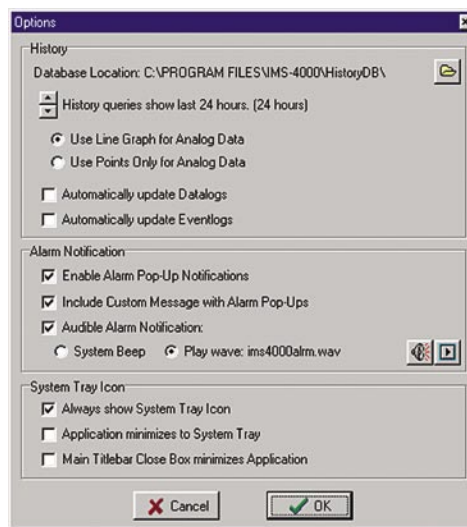 Options
History
Database Location: C:\PROGRAM FILES\IMS-4000\HistoryDB\
History queries show last 24 hours. (24 hours)
Use Line Graph for Analog Data
Use Points Only for Analog Data
Automatically update Datalogs
Automatically update Eventlogs
Alarm Notification
Enable Alarm Pop-Up Notifications
Include Custom Message with Alarm Pop-Ups
Audible Alarm Notification:
System Beep Play wave: ims4000alrm.wav
System Tray Icon
Always show System Tray Icon
Application minimizes to System Tray
Main Titlebar Close Box minimizes Application
Cancel OK